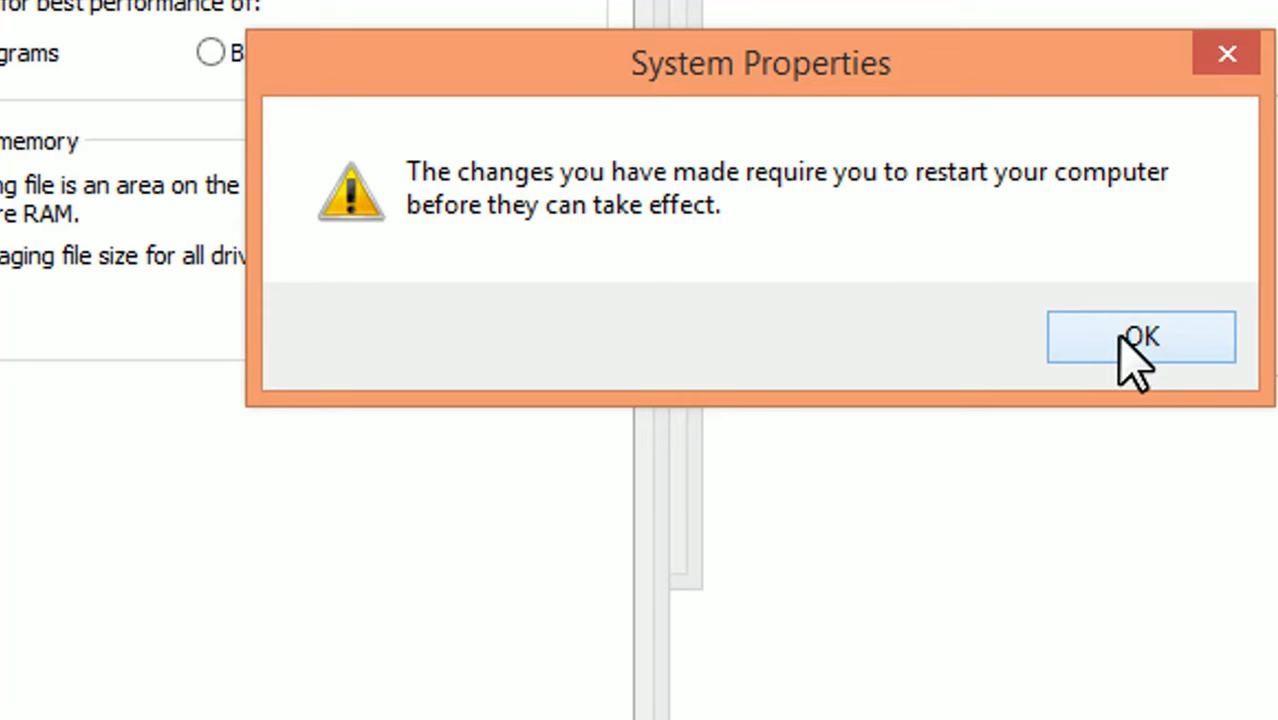 for best performance of:
grams
B
System Properties
memory
The changes you have made require you to restart your computer
before they can take effect.
ng file is an area on the
re RAM.
aging file size for all driv
OK